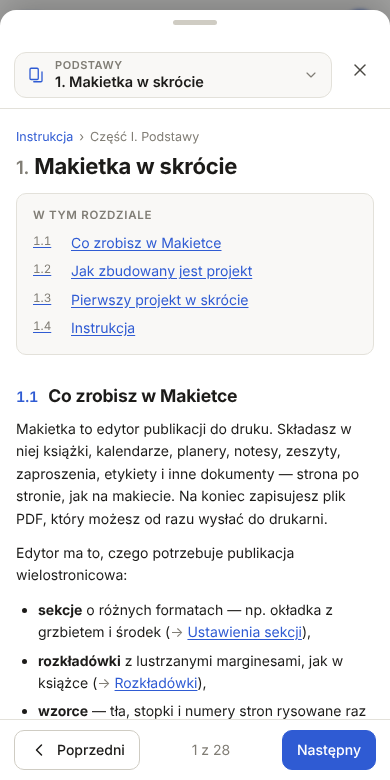 PODSTAWY
1. Makietka w skrócie
Instrukcja › Część I. Podstawy
1. Makietka w skrócie
W TYM ROZDZIALE
1.1 Co zrobisz w Makietce
1.2 Jak zbudowany jest projekt
1.3 Pierwszy projekt w skrócie
1.4 Instrukcja
1.1 Co zrobisz w Makietce
Makietka to edytor publikacji do druku. Składasz w
niej książki, kalendarze, planery, notesy, zeszyty,
zaproszenia, etykiety i inne dokumenty — strona po
stronie, jak na makiecie. Na koniec zapisujesz plik
PDF, który możesz od razu wysłać do drukarni.
Edytor ma to, czego potrzebuje publikacja
wielostronicowa:
• sekcje o różnych formatach — np. okładka z
grzbietem i środek (→ Ustawienia sekcji),
• rozkładówki z lustrzanymi marginesami, jak w
książce (→ Rozkładówki),
• wzorce — tła, stopki i numery stron rysowane raz
Poprzedni
1 z 28
Następny